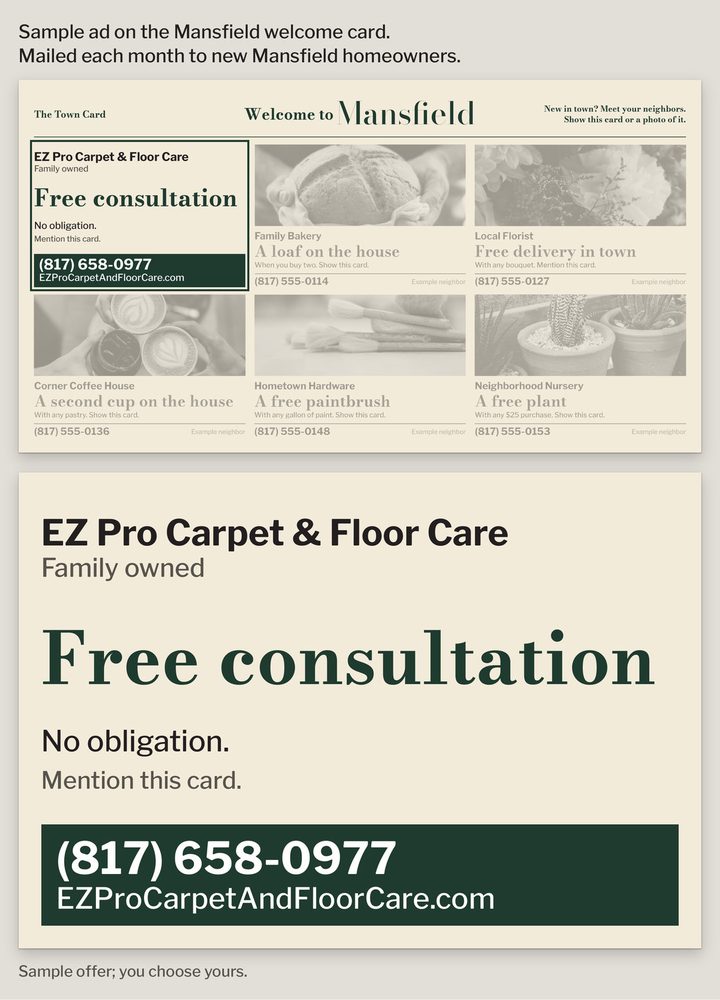 Sample ad on the Mansfield welcome card.
Mailed each month to new Mansfield homeowners.
The Town Card
Welcome to Mansfield
New in town? Meet your neighbors.
Show this card or a photo of it.
EZ Pro Carpet & Floor Care
Family owned
Free consultation
No obligation.
Mention this card.
(817) 658-0977
EZProCarpetAndFloorCare.com
Family Bakery
A loaf on the house
When you buy two. Show this card.
(817) 555-0114
Example neighbor
Local Florist
Free delivery in town
With any bouquet. Mention this card.
(817) 555-0127
Example neighbor
Corner Coffee House
A second cup on the house
With any pastry. Show this card.
(817) 555-0136
Example neighbor
Hometown Hardware
A free paintbrush
With any gallon of paint. Show this card.
(817) 555-0148
Example neighbor
Neighborhood Nursery
A free plant
With any $25 purchase. Show this card.
(817) 555-0153
Example neighbor
EZ Pro Carpet & Floor Care
Family owned
Free consultation
No obligation.
Mention this card.
(817) 658-0977
EZProCarpetAndFloorCare.com
Sample offer; you choose yours.